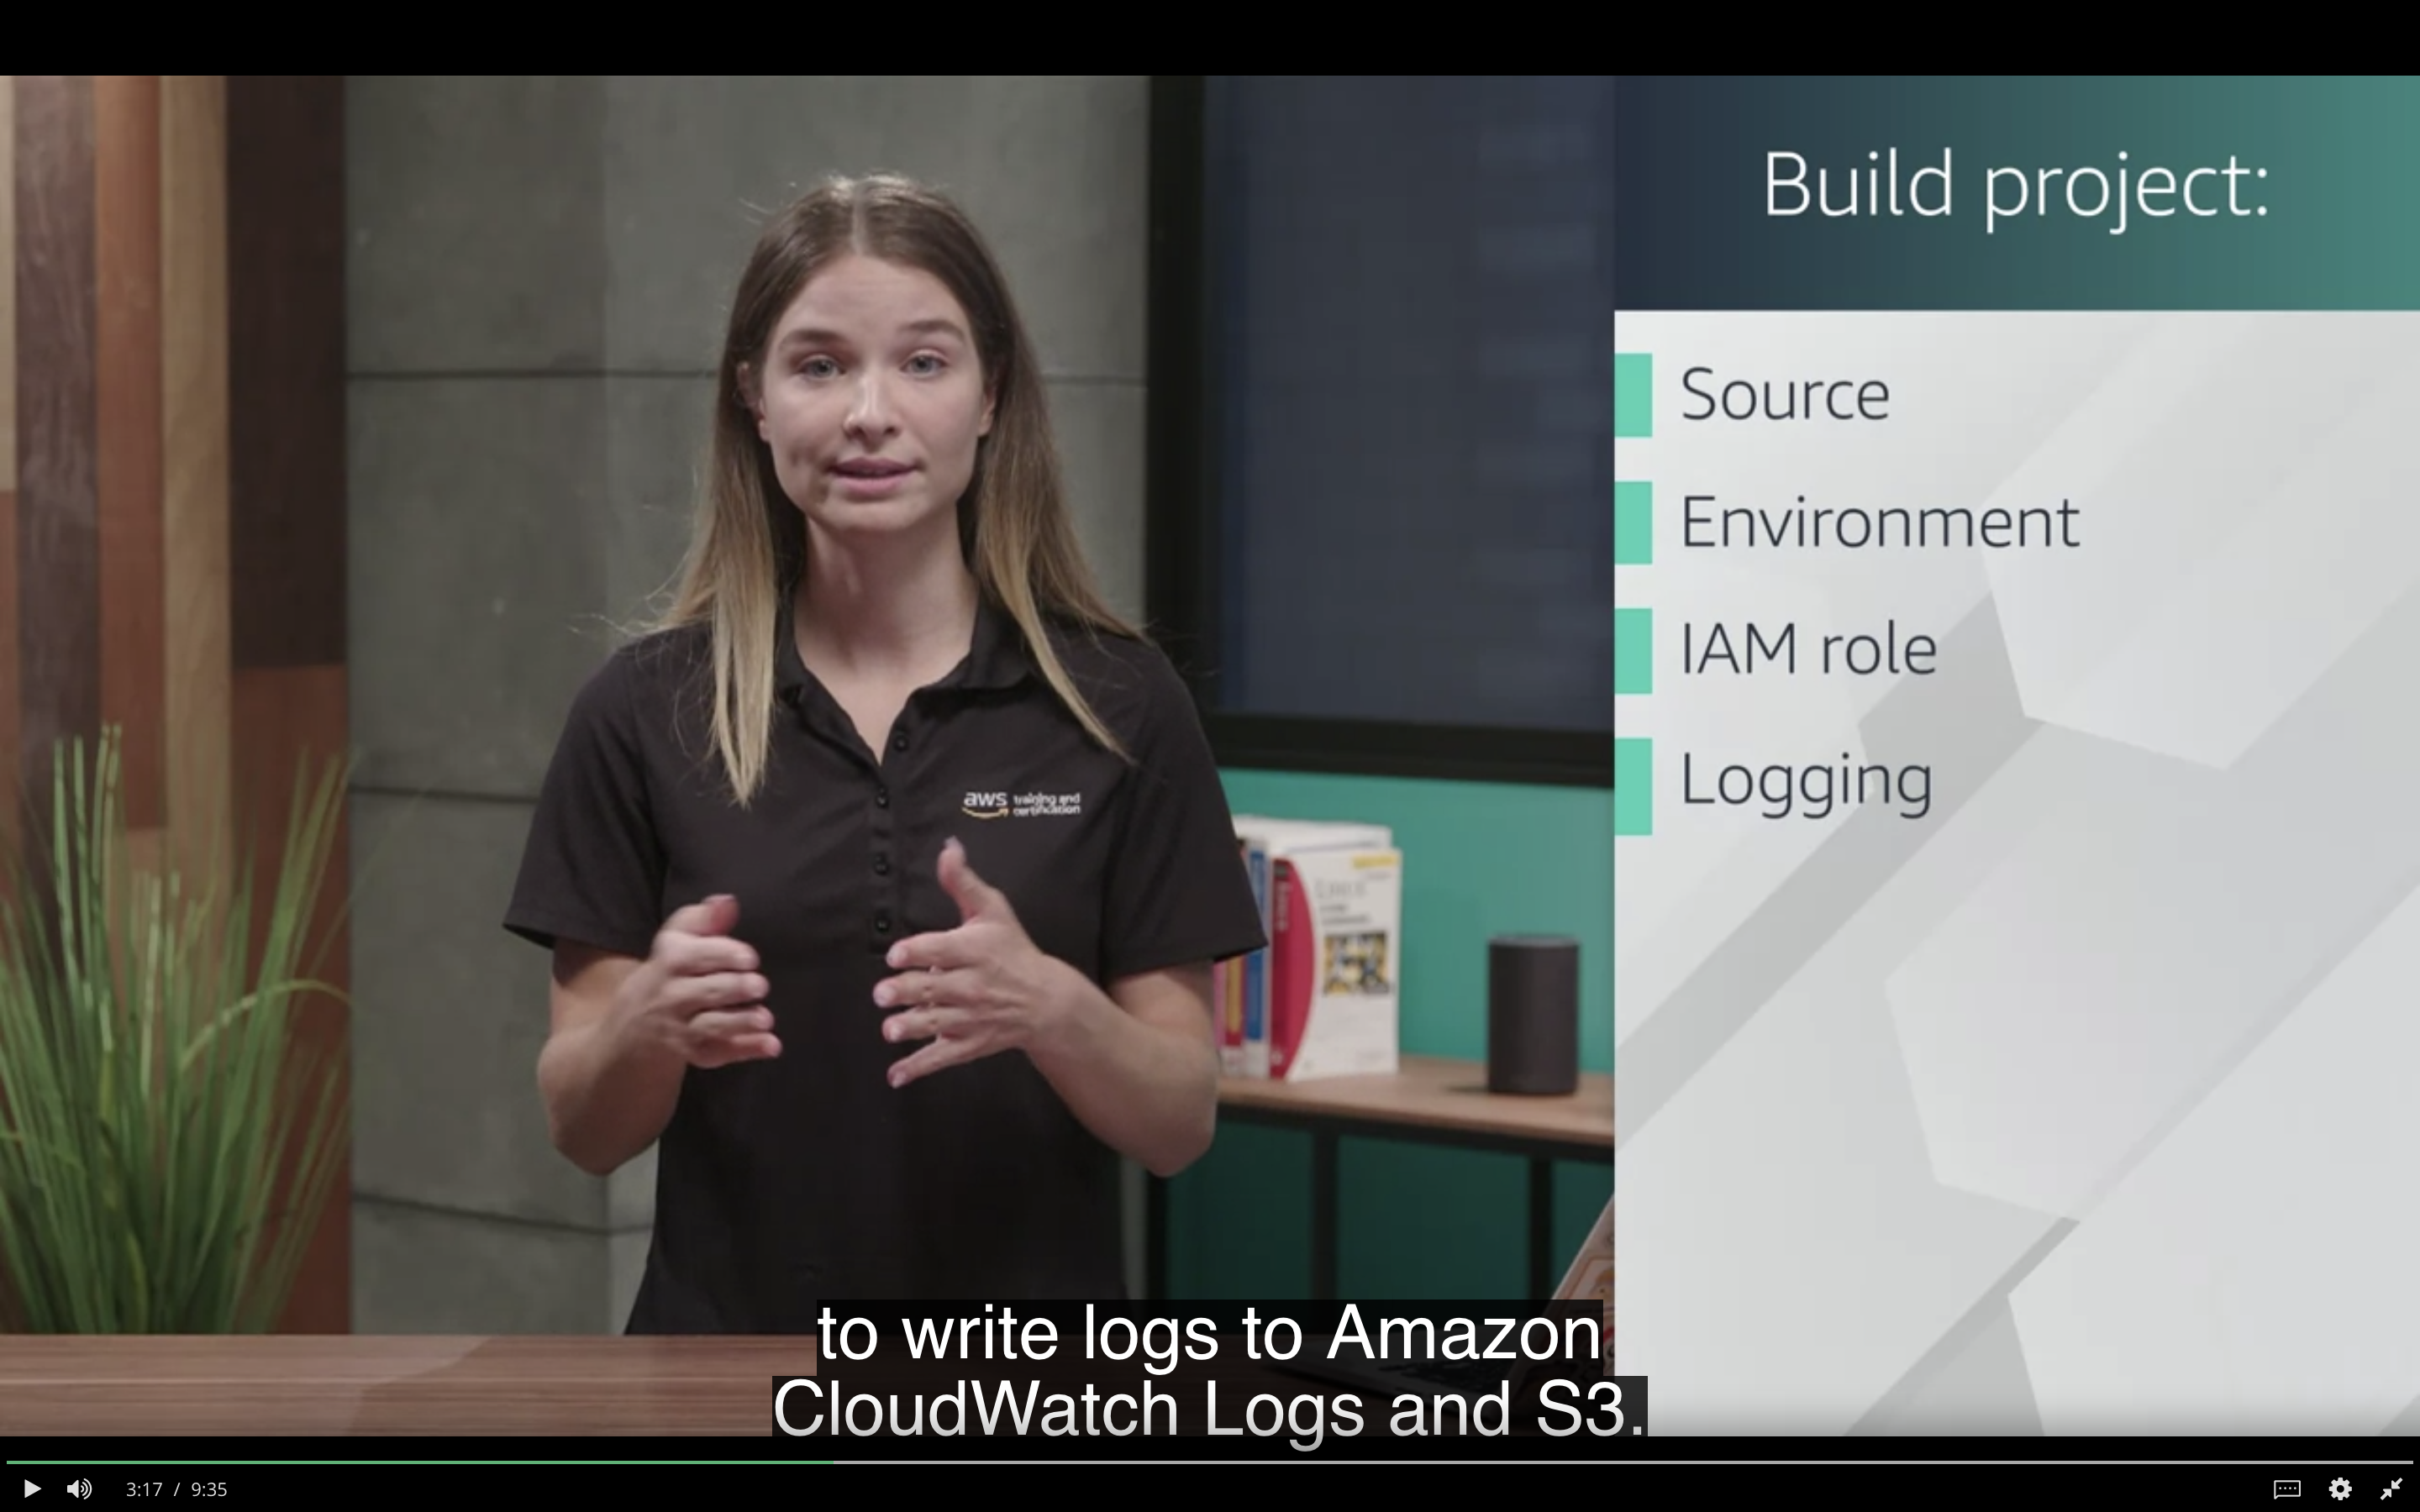 Build project:
Source
Environment
IAM role
Logging
aws training and
certification
to write logs to Amazon
CloudWatch Logs and S3.
3:17 / 9:35